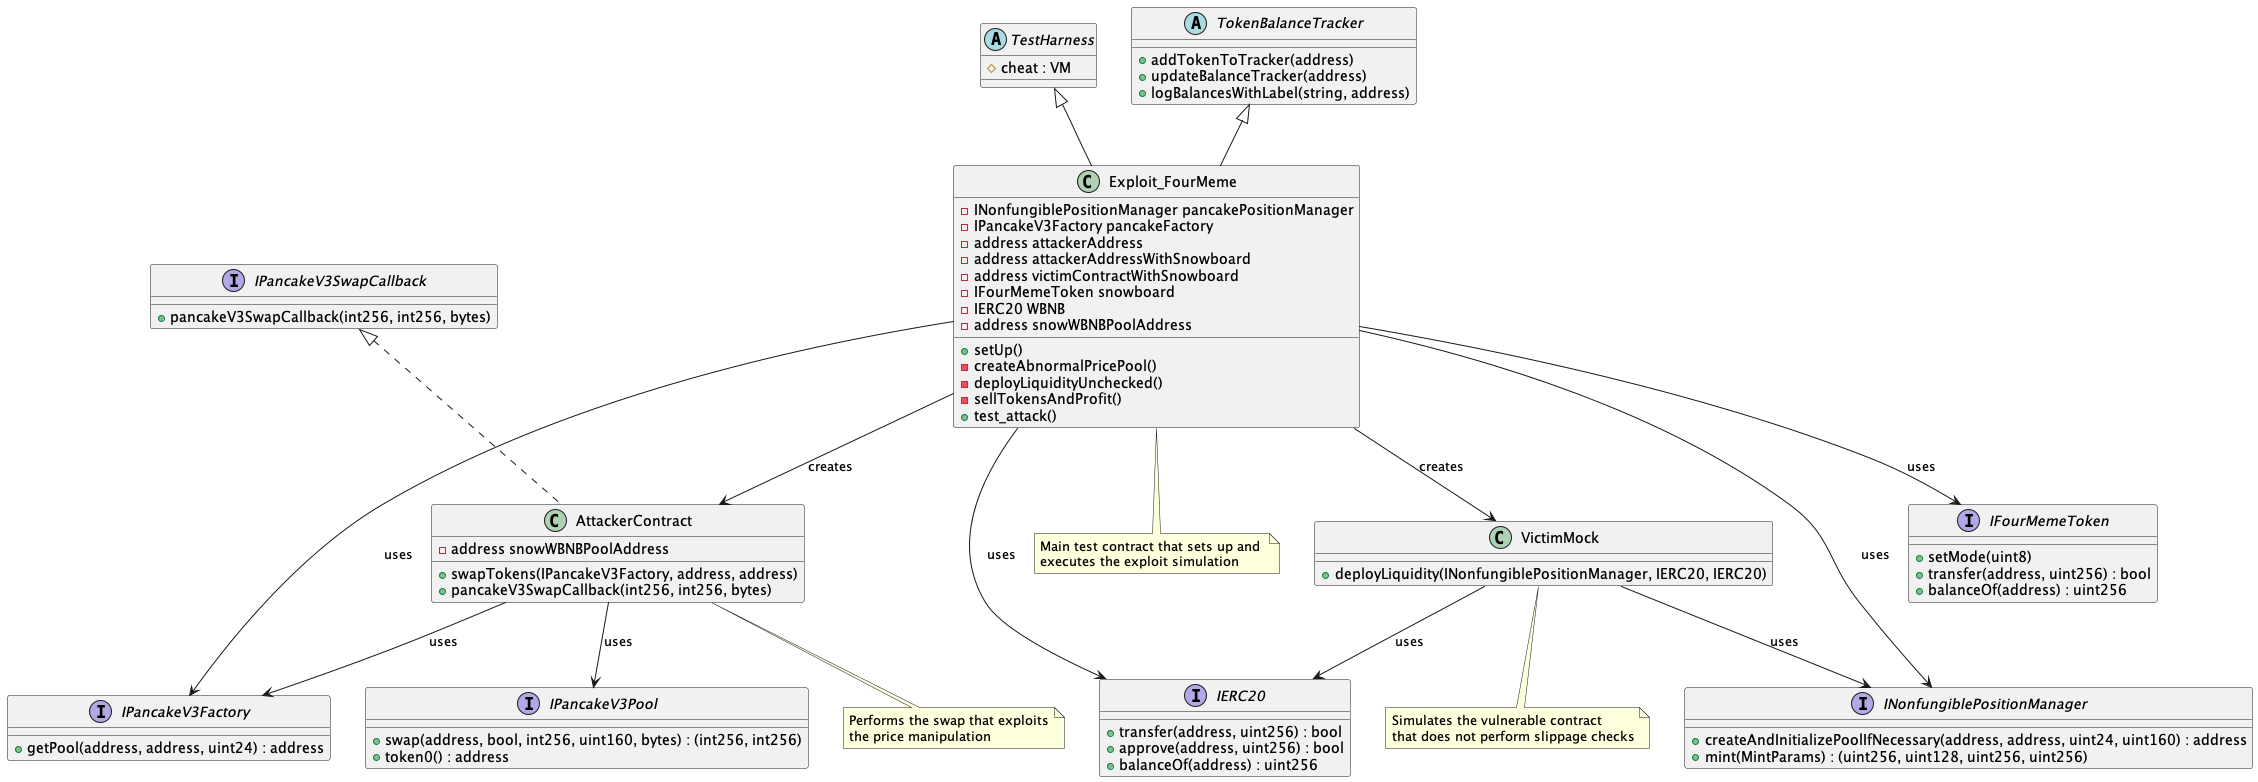 TestHarness
cheat : VM
TokenBalanceTracker
addTokenToTracker(address)
updateBalanceTracker(address)
logBalancesWithLabel(string, address)
Exploit_FourMeme
INonfungiblePositionManager pancakePositionManager
IPancakeV3Factory pancakeFactory
address attackerAddress
address attackerAddressWithSnowboard
address victimContractWithSnowboard
IFourMemeToken snowboard
IERC20 WBNB
address snowWBNBPoolAddress
setUp()
createAbnormalPricePool()
deployLiquidityUnchecked()
sellTokensAndProfit()
test_attack()
IPancakeV3SwapCallback
pancakeV3SwapCallback(int256, int256, bytes)
creates
creates
uses
AttackerContract
address snowWBNBPoolAddress
swapTokens(IPancakeV3Factory, address, address)
pancakeV3SwapCallback(int256, int256, bytes)
uses
uses
Main test contract that sets up and
executes the exploit simulation
VictimMock
deployLiquidity(INonfungiblePositionManager, IERC20, IERC20)
uses
IFourMemeToken
setMode(uint8)
transfer(address, uint256) : bool
balanceOf(address) : uint256
uses
uses
uses
uses
IPancakeV3Factory
getPool(address, address, uint24) : address
IPancakeV3Pool
swap(address, bool, int256, uint160, bytes) : (int256, int256)
token0() : address
Performs the swap that exploits
the price manipulation
IERC20
transfer(address, uint256) : bool
approve(address, uint256) : bool
balanceOf(address) : uint256
Simulates the vulnerable contract
that does not perform slippage checks
INonfungiblePositionManager
createAndInitializePoolIfNecessary(address, address, uint24, uint160) : address
mint(MintParams) : (uint256, uint128, uint256, uint256)